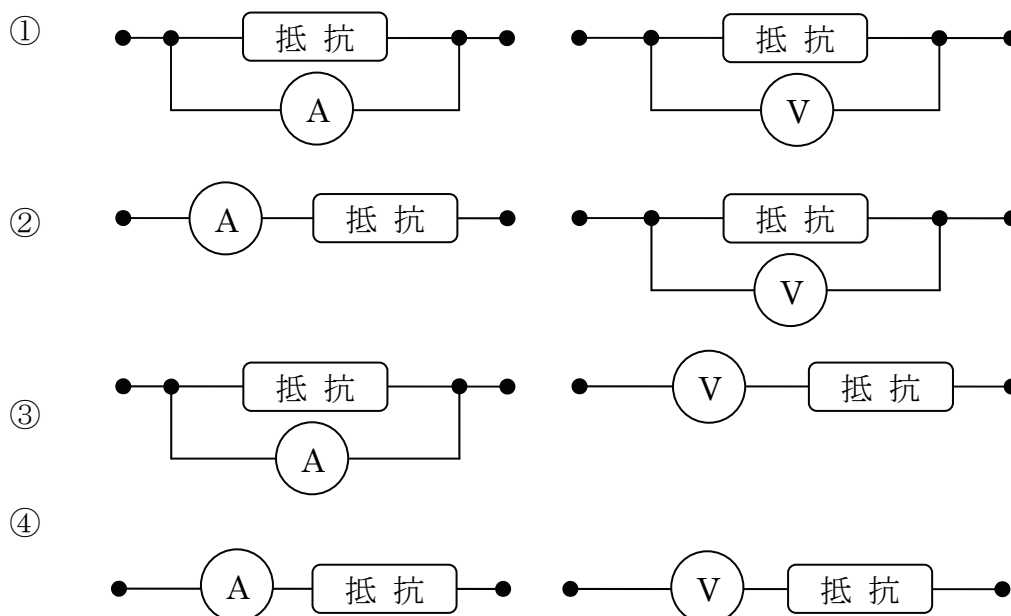 ① 抵 抗 抵 抗
A V
② A 抵 抗 抵 抗
V
③ 抵 抗 V 抵 抗
A
④ A 抵 抗 V 抵 抗